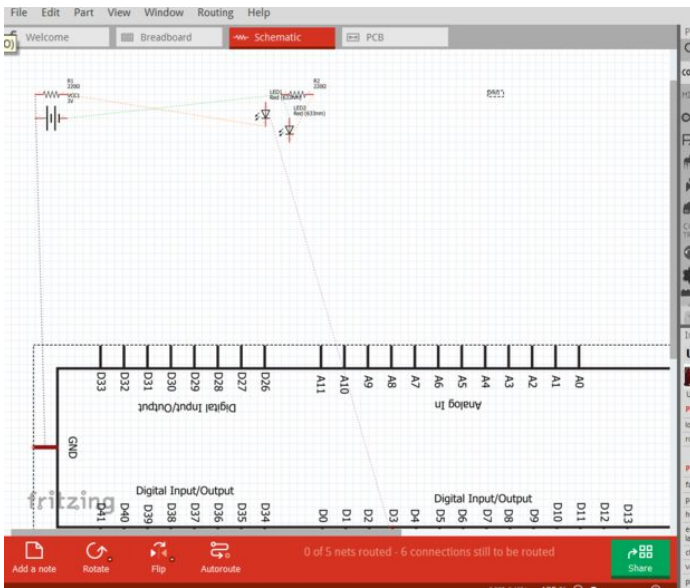 File Edit Part View Window Routing Help
Welcome Breadboard Schematic PCB
R1
220Ω
VCC1
3V
LED1
Red (633nm)
R2
220Ω
LED2
Red (633nm)
D33 D32 D31 D30 D29 D28 D27 D26 A11 A10 A9 A8 A7 A6 A5 A4 A3 A2 A1 A0
Digital Input/Output
Analog In
GND
Digital Input/Output
Digital Input/Output
D41 D40 D39 D38 D37 D36 D35 D34 D0 D1 D2 D3 D4 D5 D6 D7 D8 D9 D10 D11 D12 D13
fritzing
Add a note Rotate Flip Autoroute
0 of 5 nets routed - 6 connections still to be routed
Share